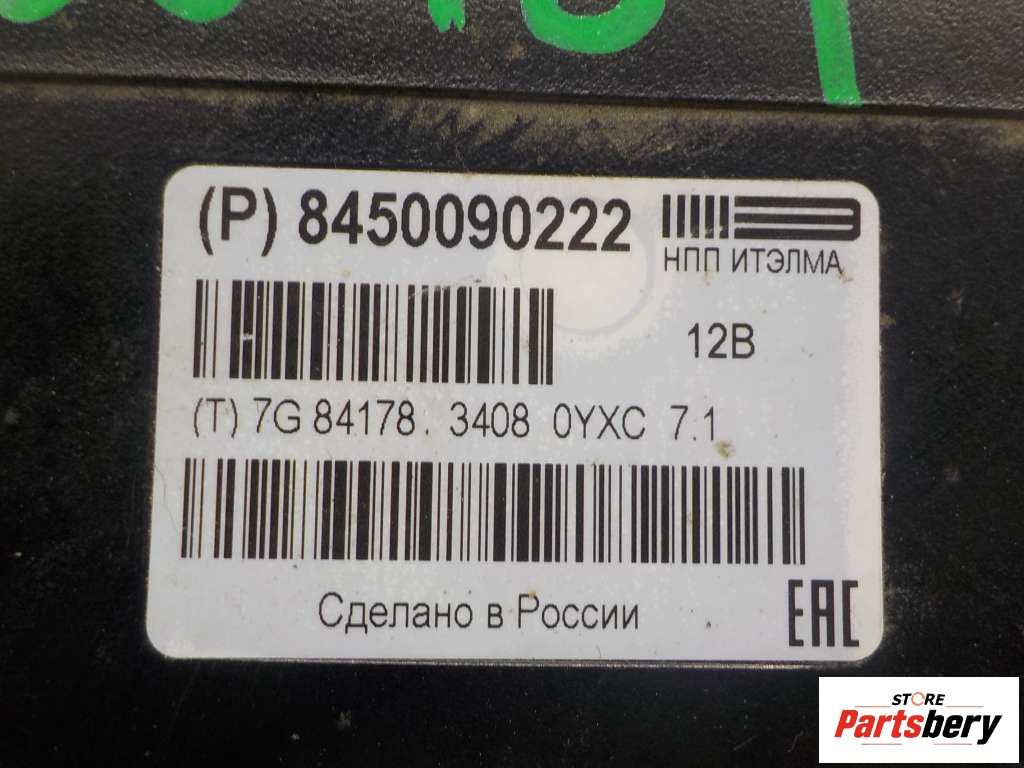 (P) 8450090222
НПП ИТЭЛМА
12В
(T) 7G 84178 . 3408 0YXC 7.1
Сделано в России
EAC
STORE
Partsbery